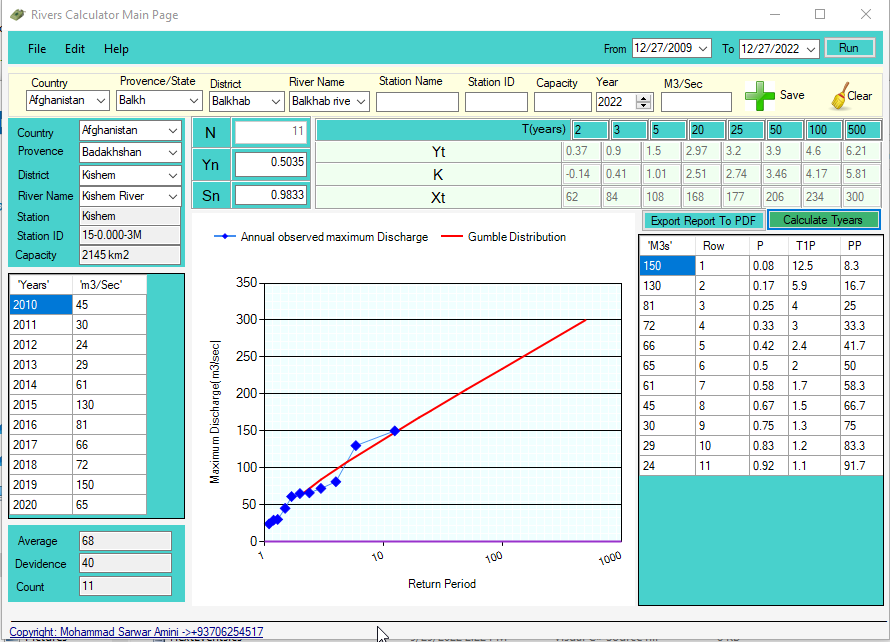 Rivers Calculator Main Page
File Edit Help From 12/27/2009 To 12/27/2022 Run
Country Provence/State District River Name Station Name Station ID Capacity Year M3/Sec
Afghanistan Balkh Balkhab Balkhab rive 2022 Save Clear
Country Afghanistan
Provence Badakhshan
District Kishem
River Name Kishem River
Station Kishem
Station ID 15-0.000-3M
Capacity 2145 km2
N 11
Yn 0.5035
Sn 0.9833
T(years) 2 3 5 20 25 50 100 500
Yt 0.37 0.9 1.5 2.97 3.2 3.9 4.6 6.21
K -0.14 0.41 1.01 2.51 2.74 3.46 4.17 5.81
Xt 62 84 108 168 177 206 234 300
Export Report To PDF Calculate Tyears
'Years' 'm3/Sec'
2010 45
2011 30
2012 24
2013 29
2014 61
2015 130
2016 81
2017 66
2018 72
2019 150
2020 65
Average 68
Devidence 40
Count 11
Annual observed maximum Discharge Gumble Distribution
Maximum Discharge( m3/sec|
350
300
250
200
150
100
50
0
1 10 100 1000
Return Period
'M3s' Row P T1P PP
150 1 0.08 12.5 8.3
130 2 0.17 5.9 16.7
81 3 0.25 4 25
72 4 0.33 3 33.3
66 5 0.42 2.4 41.7
65 6 0.5 2 50
61 7 0.58 1.7 58.3
45 8 0.67 1.5 66.7
30 9 0.75 1.3 75
29 10 0.83 1.2 83.3
24 11 0.92 1.1 91.7
Copyright: Mohammad Sarwar Amini ->+93706254517